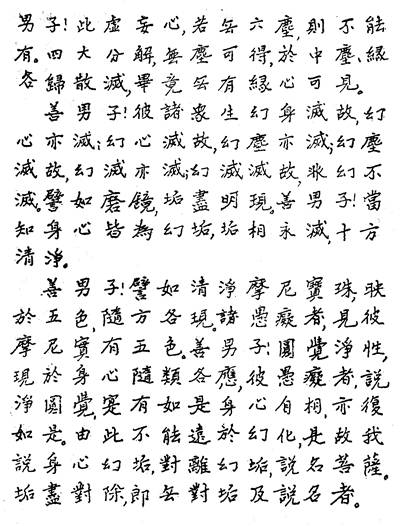 男子!此虛妄心,若无六塵,則不能
有。四大分解,無塵可得,於中塵、緣
各歸散滅,畢竟无有緣心可見。
善男子!彼諸衆生幻身滅故,幻
心亦滅;幻心滅故,幻塵亦滅;幻塵
滅故,幻滅亦滅;幻滅滅故,非幻不
滅。譬如磨鏡,垢盡明現。善男子!當
知身心皆為幻垢,垢相永滅,十方
清淨。
善男子!譬如清淨摩尼寶珠,映
於五色,隨方各現。諸愚癡者,見彼
摩尼實有五色。善男子!圓覺淨性,
現於身心隨類各應,彼愚癡者,說
淨圓覺,實有如是身心自相,亦復
如是。由此不能遠於幻化,是故我
說身心幻垢,對離幻垢,說名菩薩。
垢盡對除,即无對垢及說名者。